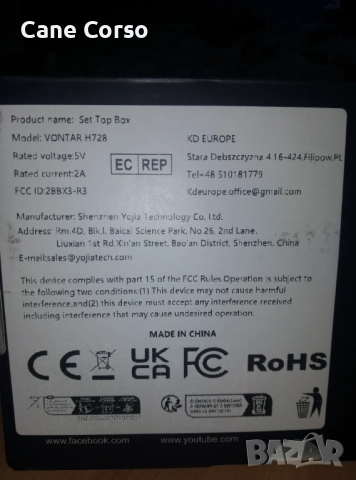 Cane Corso
Product name: Set Top Box
Model: VONTAR H728
Rated voltage:5V
Rated current:2A
FCC ID:2BBX3-R3
EC REP
KD EUROPE
Stara Debszczyzna 4 16-424,Filipow,PL
Tel=48 510181779
Kdeurope.office@gmail.com
Manufacturer: Shenzhen Yojia Technology Co., Ltd.
Address: Rm.4D, Blk.I, Baicai Science Park, No 26, 2nd Lane,
Liuxian 1st Rd, Xin'an Street, Bao'an District, Shenzhen, China
E-mail:sales@yojiatech.com
This device complies with part 15 of the FCC Rules Operation is subject to
the following two conditions:(1) This device may not cause harmful
interference,and(2) this device must accept any interference received
including interference that may cause undesired operation.
MADE IN CHINA
CE UK CA FC RoHS
www.facebook.com www.youtube.com
BAZAR.BG